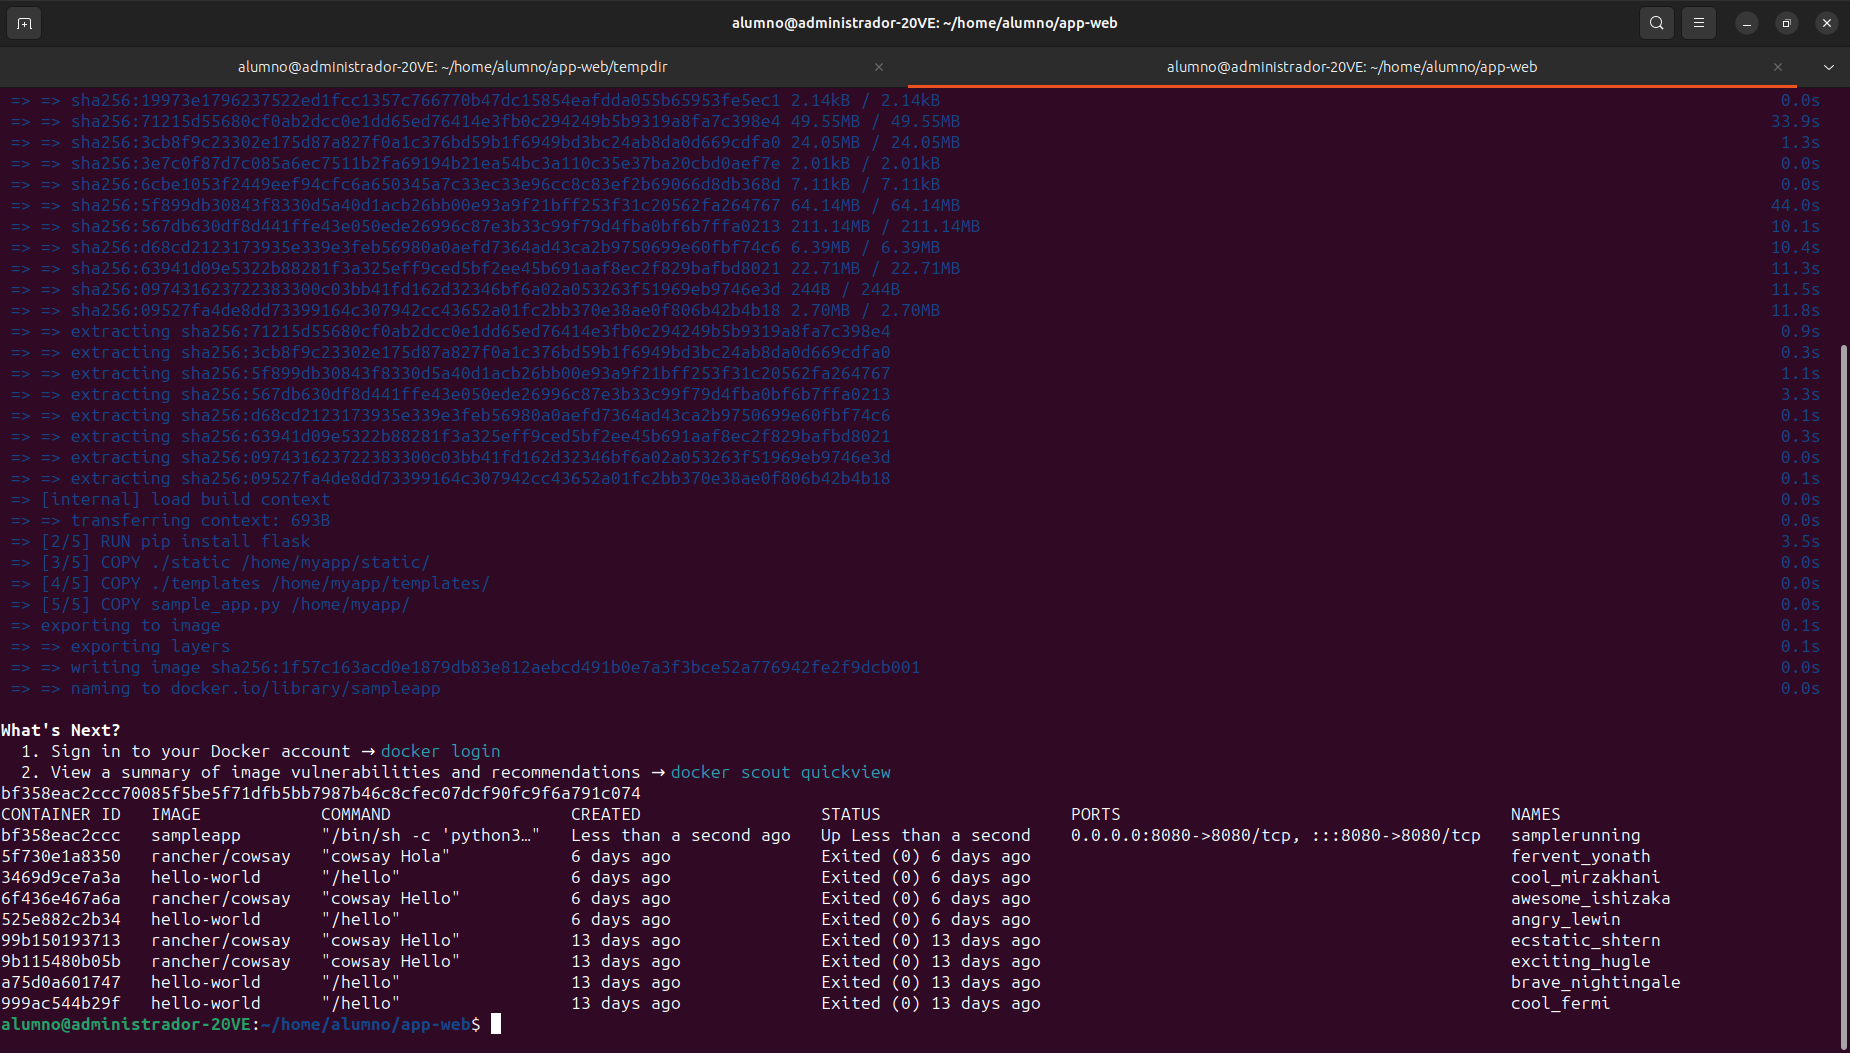 alumno@administrador-20VE: ~/home/alumno/app-web
alumno@administrador-20VE: ~/home/alumno/app-web/tempdir
alumno@administrador-20VE: ~/home/alumno/app-web
=> => sha256:19973e1796237522ed1fcc1357c766770b47dc15854eafdda055b65953fe5ec1 2.14kB / 2.14kB 0.0s
=> => sha256:71215d55680cf0ab2dcc0e1dd65ed76414e3fb0c294249b5b9319a8fa7c398e4 49.55MB / 49.55MB 33.9s
=> => sha256:3cb8f9c23302e175d87a827f0a1c376bd59b1f6949bd3bc24ab8da0d669cdfa0 24.05MB / 24.05MB 1.3s
=> => sha256:3e7c0f87d7c085a6ec7511b2fa69194b21ea54bc3a110c35e37ba20cbd0aef7e 2.01kB / 2.01kB 0.0s
=> => sha256:6cbe1053f2449eef94cfc6a650345a7c33ec33e96cc8c83ef2b69066d8db368d 7.11kB / 7.11kB 0.0s
=> => sha256:5f899db30843f8330d5a40d1acb26bb00e93a9f21bff253f31c20562fa264767 64.14MB / 64.14MB 44.0s
=> => sha256:567db630df8d441ffe43e050ede26996c87e3b33c99f79d4fba0bf6b7ffa0213 211.14MB / 211.14MB 10.1s
=> => sha256:d68cd2123173935e339e3feb56980a0aefd7364ad43ca2b9750699e60fbf74c6 6.39MB / 6.39MB 10.4s
=> => sha256:63941d09e5322b88281f3a325eff9ced5bf2ee45b691aaf8ec2f829bafbd8021 22.71MB / 22.71MB 11.3s
=> => sha256:097431623722383300c03bb41fd162d32346bf6a02a053263f51969eb9746e3d 244B / 244B 11.5s
=> => sha256:09527fa4de8dd73399164c307942cc43652a01fc2bb370e38ae0f806b42b4b18 2.70MB / 2.70MB 11.8s
=> => extracting sha256:71215d55680cf0ab2dcc0e1dd65ed76414e3fb0c294249b5b9319a8fa7c398e4 0.9s
=> => extracting sha256:3cb8f9c23302e175d87a827f0a1c376bd59b1f6949bd3bc24ab8da0d669cdfa0 0.3s
=> => extracting sha256:5f899db30843f8330d5a40d1acb26bb00e93a9f21bff253f31c20562fa264767 1.1s
=> => extracting sha256:567db630df8d441ffe43e050ede26996c87e3b33c99f79d4fba0bf6b7ffa0213 3.3s
=> => extracting sha256:d68cd2123173935e339e3feb56980a0aefd7364ad43ca2b9750699e60fbf74c6 0.1s
=> => extracting sha256:63941d09e5322b88281f3a325eff9ced5bf2ee45b691aaf8ec2f829bafbd8021 0.3s
=> => extracting sha256:097431623722383300c03bb41fd162d32346bf6a02a053263f51969eb9746e3d 0.0s
=> => extracting sha256:09527fa4de8dd73399164c307942cc43652a01fc2bb370e38ae0f806b42b4b18 0.1s
=> [internal] load build context 0.0s
=> => transferring context: 693B 0.0s
=> [2/5] RUN pip install flask 3.5s
=> [3/5] COPY ./static /home/myapp/static/ 0.0s
=> [4/5] COPY ./templates /home/myapp/templates/ 0.0s
=> [5/5] COPY sample_app.py /home/myapp/ 0.0s
=> exporting to image 0.1s
=> => exporting layers 0.1s
=> => writing image sha256:1f57c163acd0e1879db83e812aebcd491b0e7a3f3bce52a776942fe2f9dcb001 0.0s
=> => naming to docker.io/library/sampleapp 0.0s
What's Next?
1. Sign in to your Docker account → docker login
2. View a summary of image vulnerabilities and recommendations → docker scout quickview
bf358eac2ccc70085f5be5f71dfb5bb7987b46c8cfec07dcf90fc9f6a791c074
CONTAINER ID IMAGE COMMAND CREATED STATUS PORTS NAMES
bf358eac2ccc sampleapp "/bin/sh -c 'python3…" Less than a second ago Up Less than a second 0.0.0.0:8080->8080/tcp, :::8080->8080/tcp samplerunning
5f730e1a8350 rancher/cowsay "cowsay Hola" 6 days ago Exited (0) 6 days ago fervent_yonath
3469d9ce7a3a hello-world "/hello" 6 days ago Exited (0) 6 days ago cool_mirzakhani
6f436e467a6a rancher/cowsay "cowsay Hello" 6 days ago Exited (0) 6 days ago awesome_ishizaka
525e882c2b34 hello-world "/hello" 6 days ago Exited (0) 6 days ago angry_lewin
99b150193713 rancher/cowsay "cowsay Hello" 13 days ago Exited (0) 13 days ago ecstatic_shtern
9b115480b05b rancher/cowsay "cowsay Hello" 13 days ago Exited (0) 13 days ago exciting_hugle
a75d0a601747 hello-world "/hello" 13 days ago Exited (0) 13 days ago brave_nightingale
999ac544b29f hello-world "/hello" 13 days ago Exited (0) 13 days ago cool_fermi
alumno@administrador-20VE:~/home/alumno/app-web$